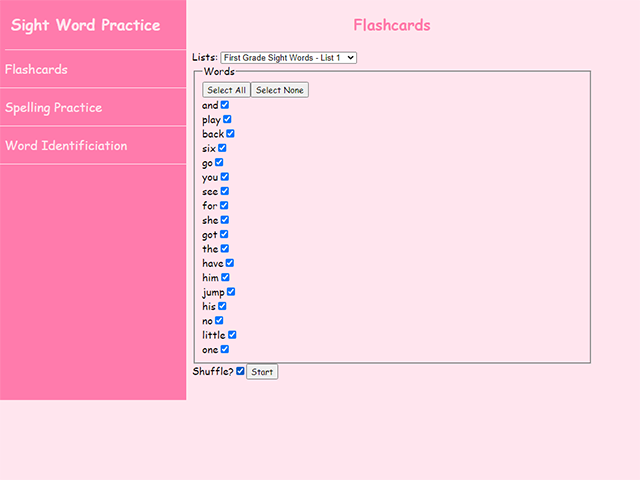 Sight Word Practice
Flashcards
Spelling Practice
Word Identificiation
Flashcards
Lists: First Grade Sight Words - List 1
Words
Select All Select None
and
play
back
six
go
you
see
for
she
got
the
have
him
jump
his
no
little
one
Shuffle? Start